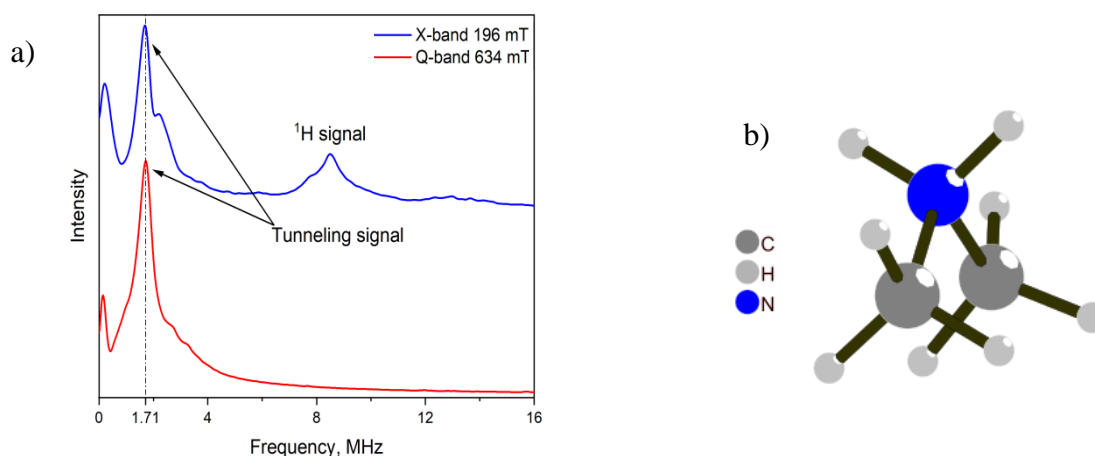 a)
X-band 196 mT
Q-band 634 mT
¹H signal
Tunneling signal
Intensity
0 1.71 4 8 12 16
Frequency, MHz
b)
C
H
N